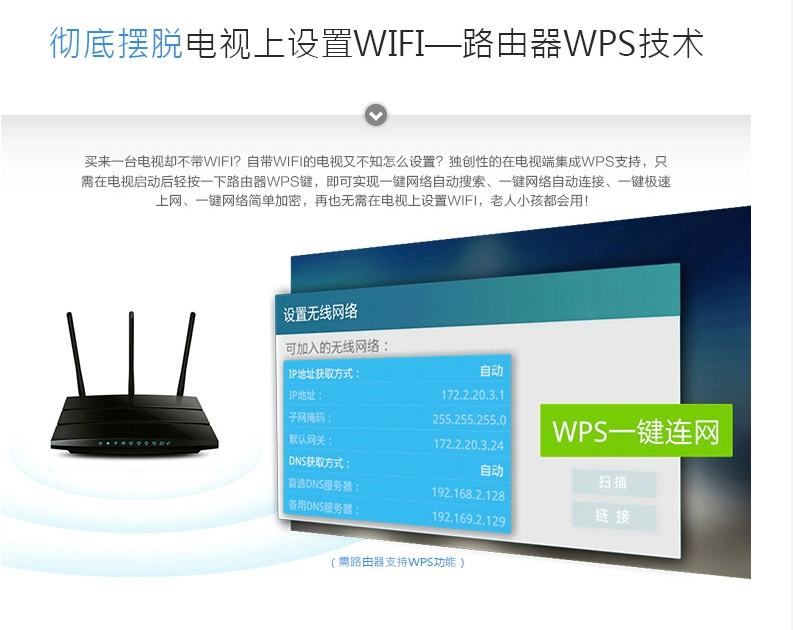 彻底摆脱电视上设置WIFI—路由器WPS技术
买来一台电视却不带WIFI？自带WIFI的电视又不知怎么设置？独创性的在电视端集成WPS支持，只
需在电视启动后轻按一下路由器WPS键，即可实现一键网络自动搜索、一键网络自动连接、一键极速
上网、一键网络简单加密，再也无需在电视上设置WIFI，老人小孩都会用！
设置无线网络
可加入的无线网络：
IP地址获取方式： 自动
IP地址： 172.2.20.3.1
子网掩码： 255.255.255.0
默认网关： 172.2.20.3.24
DNS获取方式： 自动
首选DNS服务器： 192.168.2.128
备用DNS服务器： 192.169.2.129
WPS一键连网
扫描
链接
（需路由器支持WPS功能）